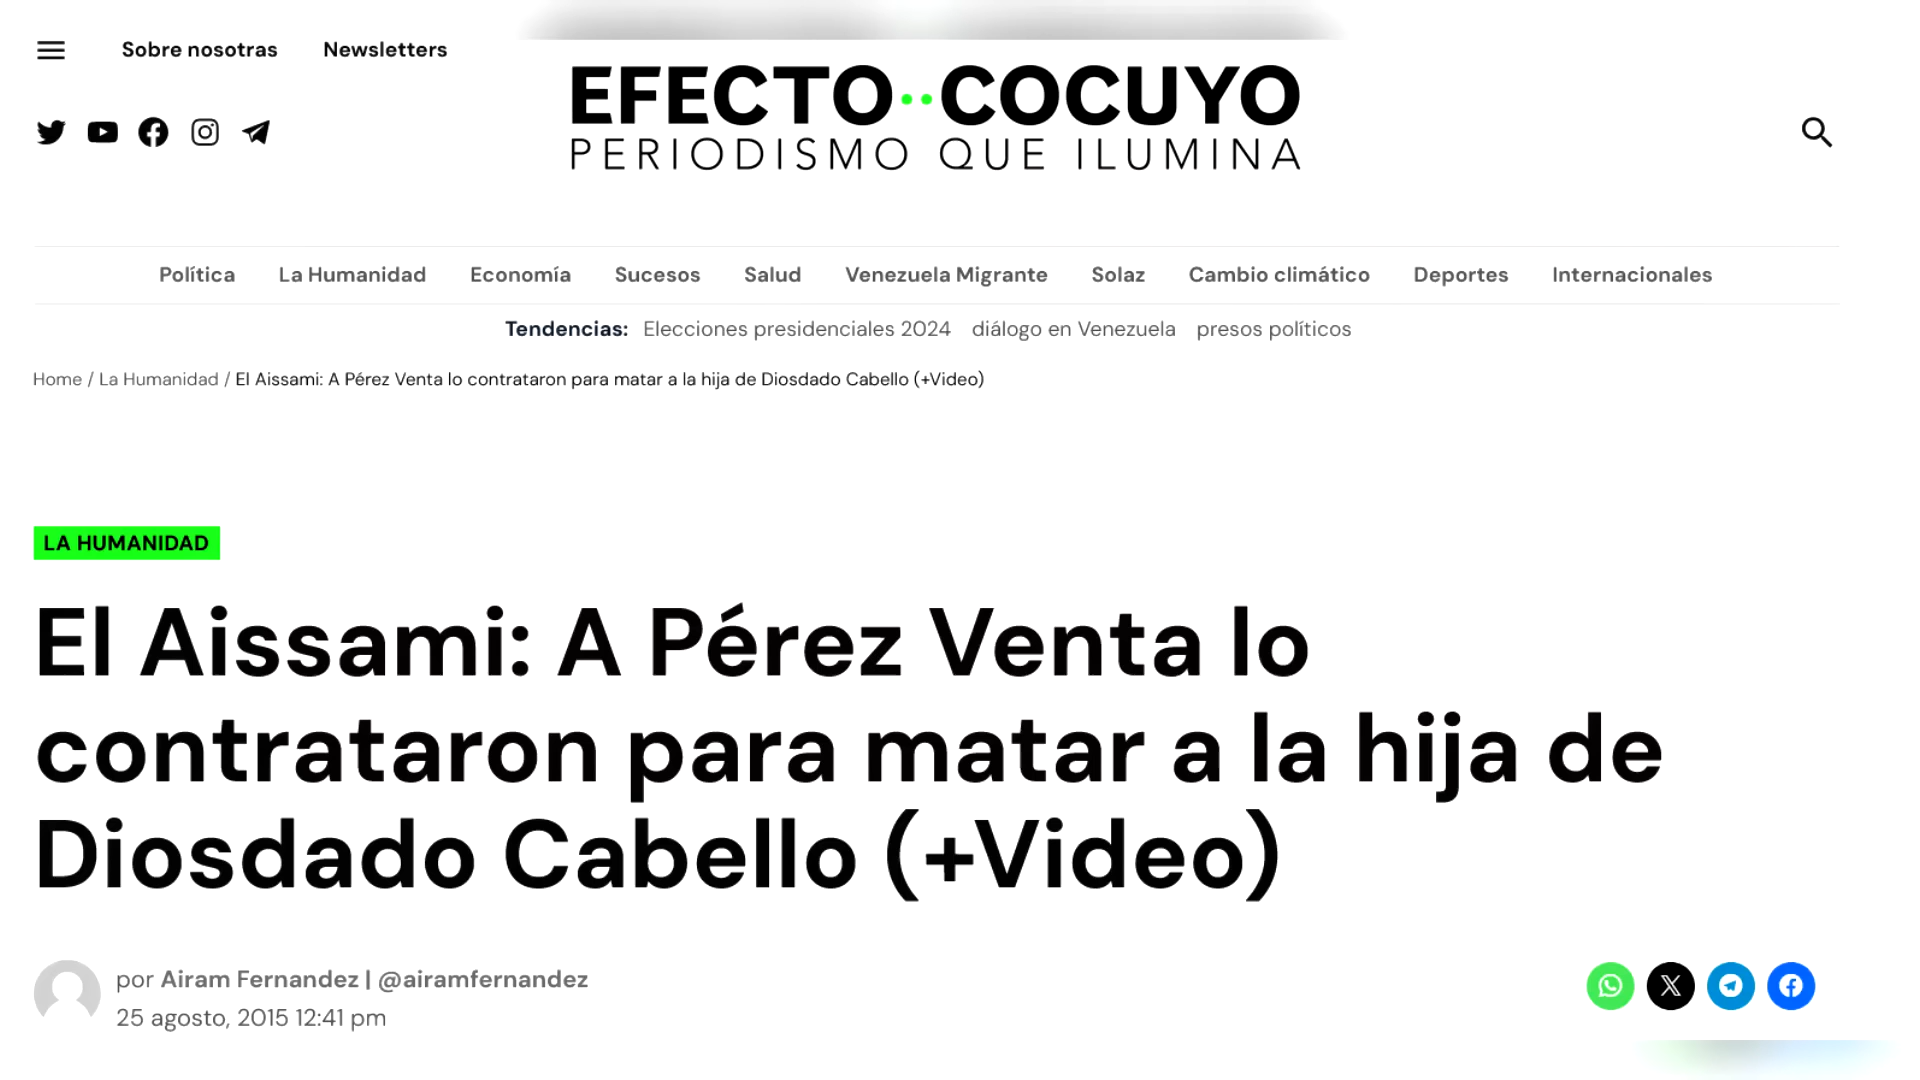 Sobre nosotras Newsletters
EFECTO··COCUYO
PERIODISMO QUE ILUMINA
Política La Humanidad Economía Sucesos Salud Venezuela Migrante Solaz Cambio climático Deportes Internacionales
Tendencias: Elecciones presidenciales 2024 diálogo en Venezuela presos políticos
Home / La Humanidad / El Aissami: A Pérez Venta lo contrataron para matar a la hija de Diosdado Cabello (+Video)
LA HUMANIDAD
El Aissami: A Pérez Venta lo
contrataron para matar a la hija de
Diosdado Cabello (+Video)
por Airam Fernandez | @airamfernandez
25 agosto, 2015 12:41 pm